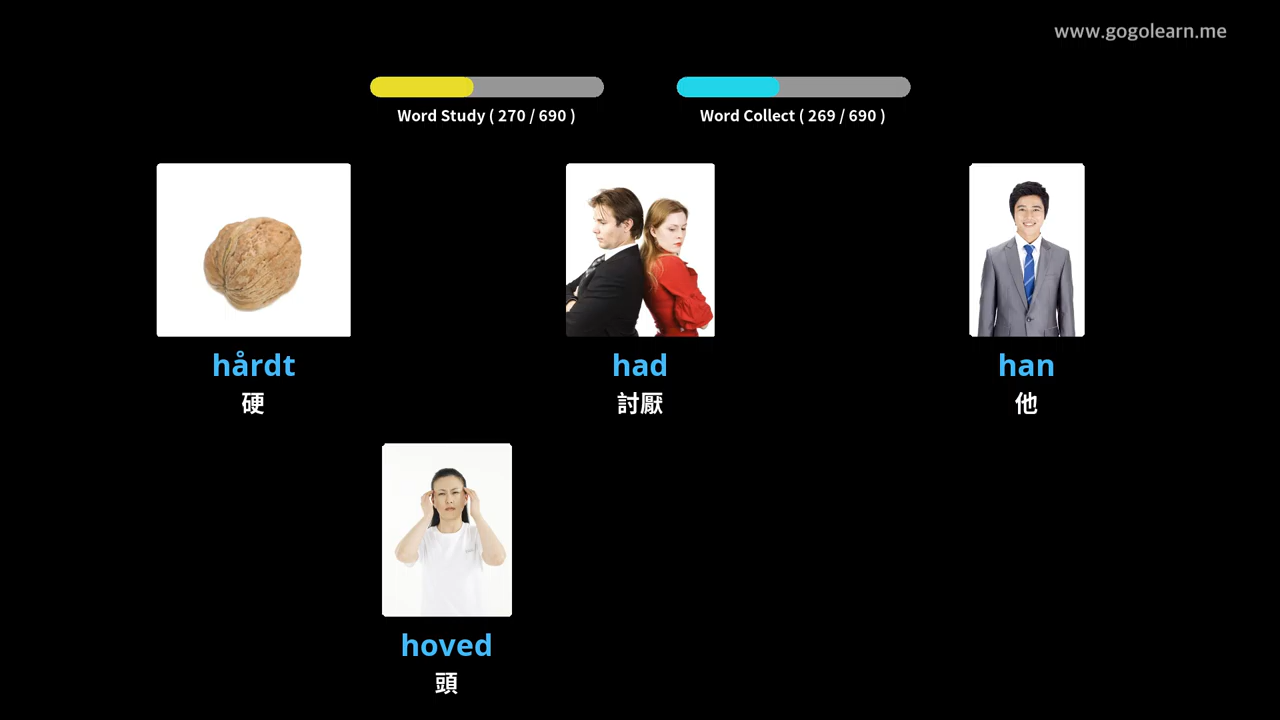 www.gogolearn.me
Word Study ( 270 / 690 )
Word Collect ( 269 / 690 )
hårdt
硬
had
討厭
han
他
hoved
頭